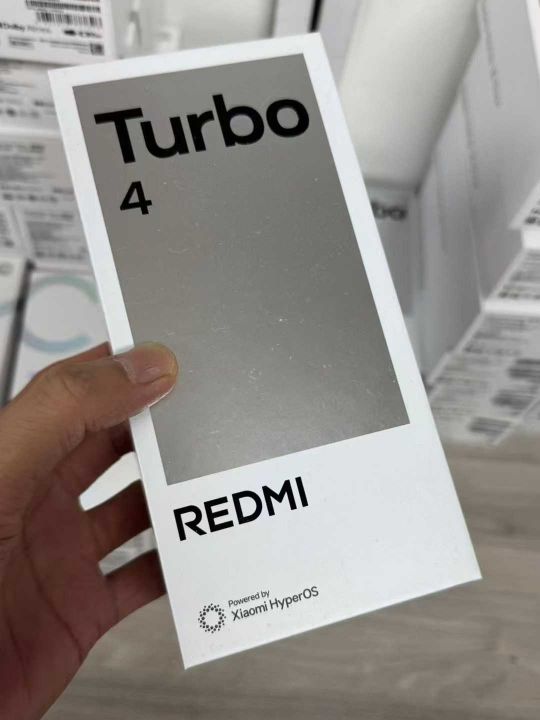 Turbo
4
REDMI
Powered by
Xiaomi HyperOS